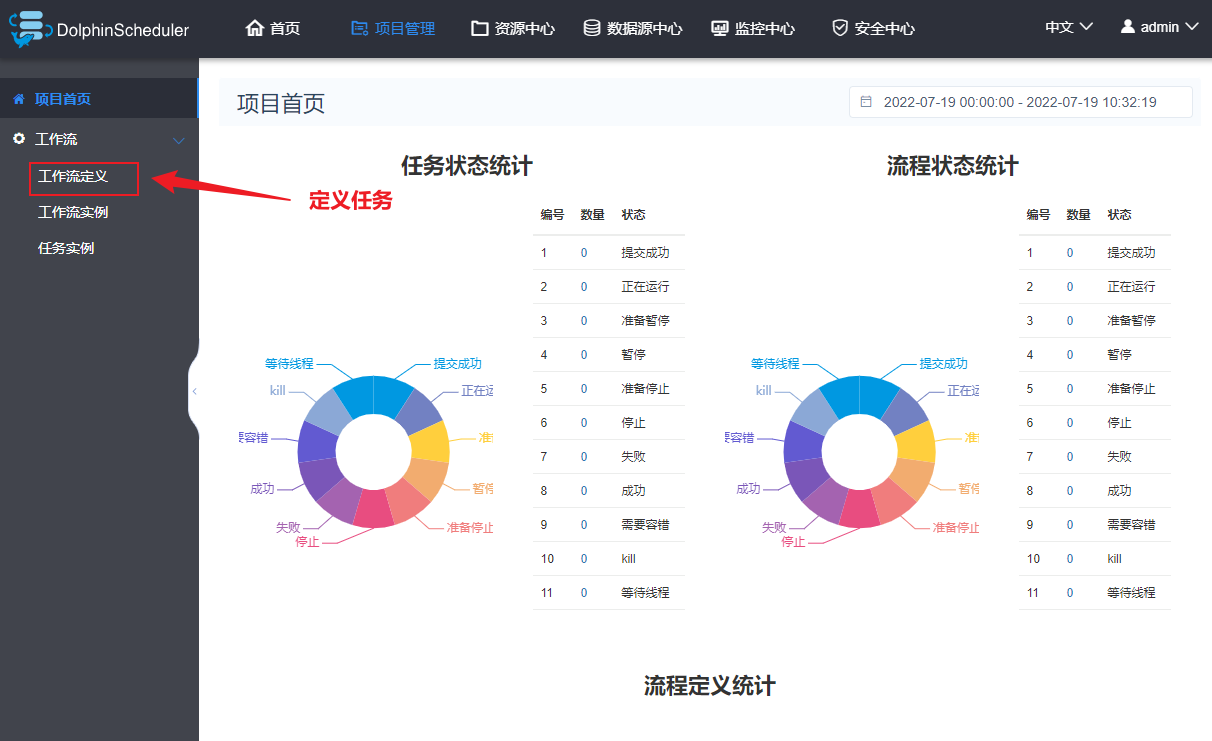 DolphinScheduler 首页 项目管理 资源中心 数据源中心 监控中心 安全中心 中文 admin
项目首页
工作流
工作流定义
工作流实例
任务实例
定义任务
项目首页 2022-07-19 00:00:00 - 2022-07-19 10:32:19
任务状态统计
编号 数量 状态
1 0 提交成功
2 0 正在运行
3 0 准备暂停
4 0 暂停
5 0 准备停止
6 0 停止
7 0 失败
8 0 成功
9 0 需要容错
10 0 kill
11 0 等待线程
等待线程
提交成功
kill
正在运
要容错
准
成功
暂停
失败
准备停止
停止
流程状态统计
编号 数量 状态
1 0 提交成功
2 0 正在运行
3 0 准备暂停
4 0 暂停
5 0 准备停止
6 0 停止
7 0 失败
8 0 成功
9 0 需要容错
10 0 kill
11 0 等待线程
等待线程
提交成功
kill
正在运
要容错
准
成功
暂停
失败
准备停止
停止
流程定义统计